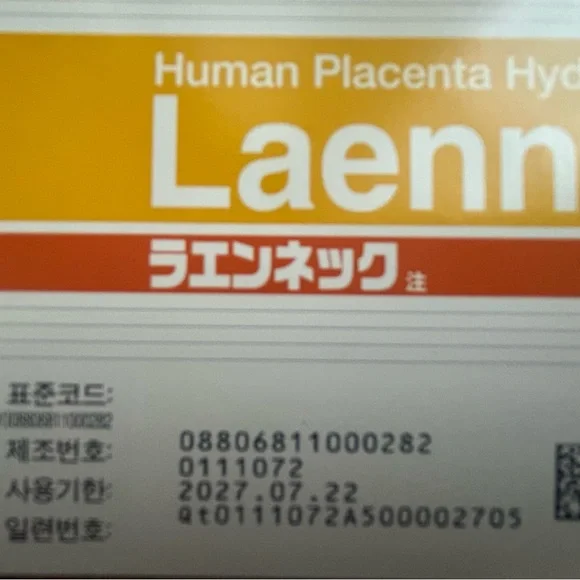 Human Placenta Hyd
Laenn
ラエンネック 注
표준코드:
08806811000282
제조번호: 0111072
사용기한: 2027.07.22
일련번호: Qt0111072A500002705